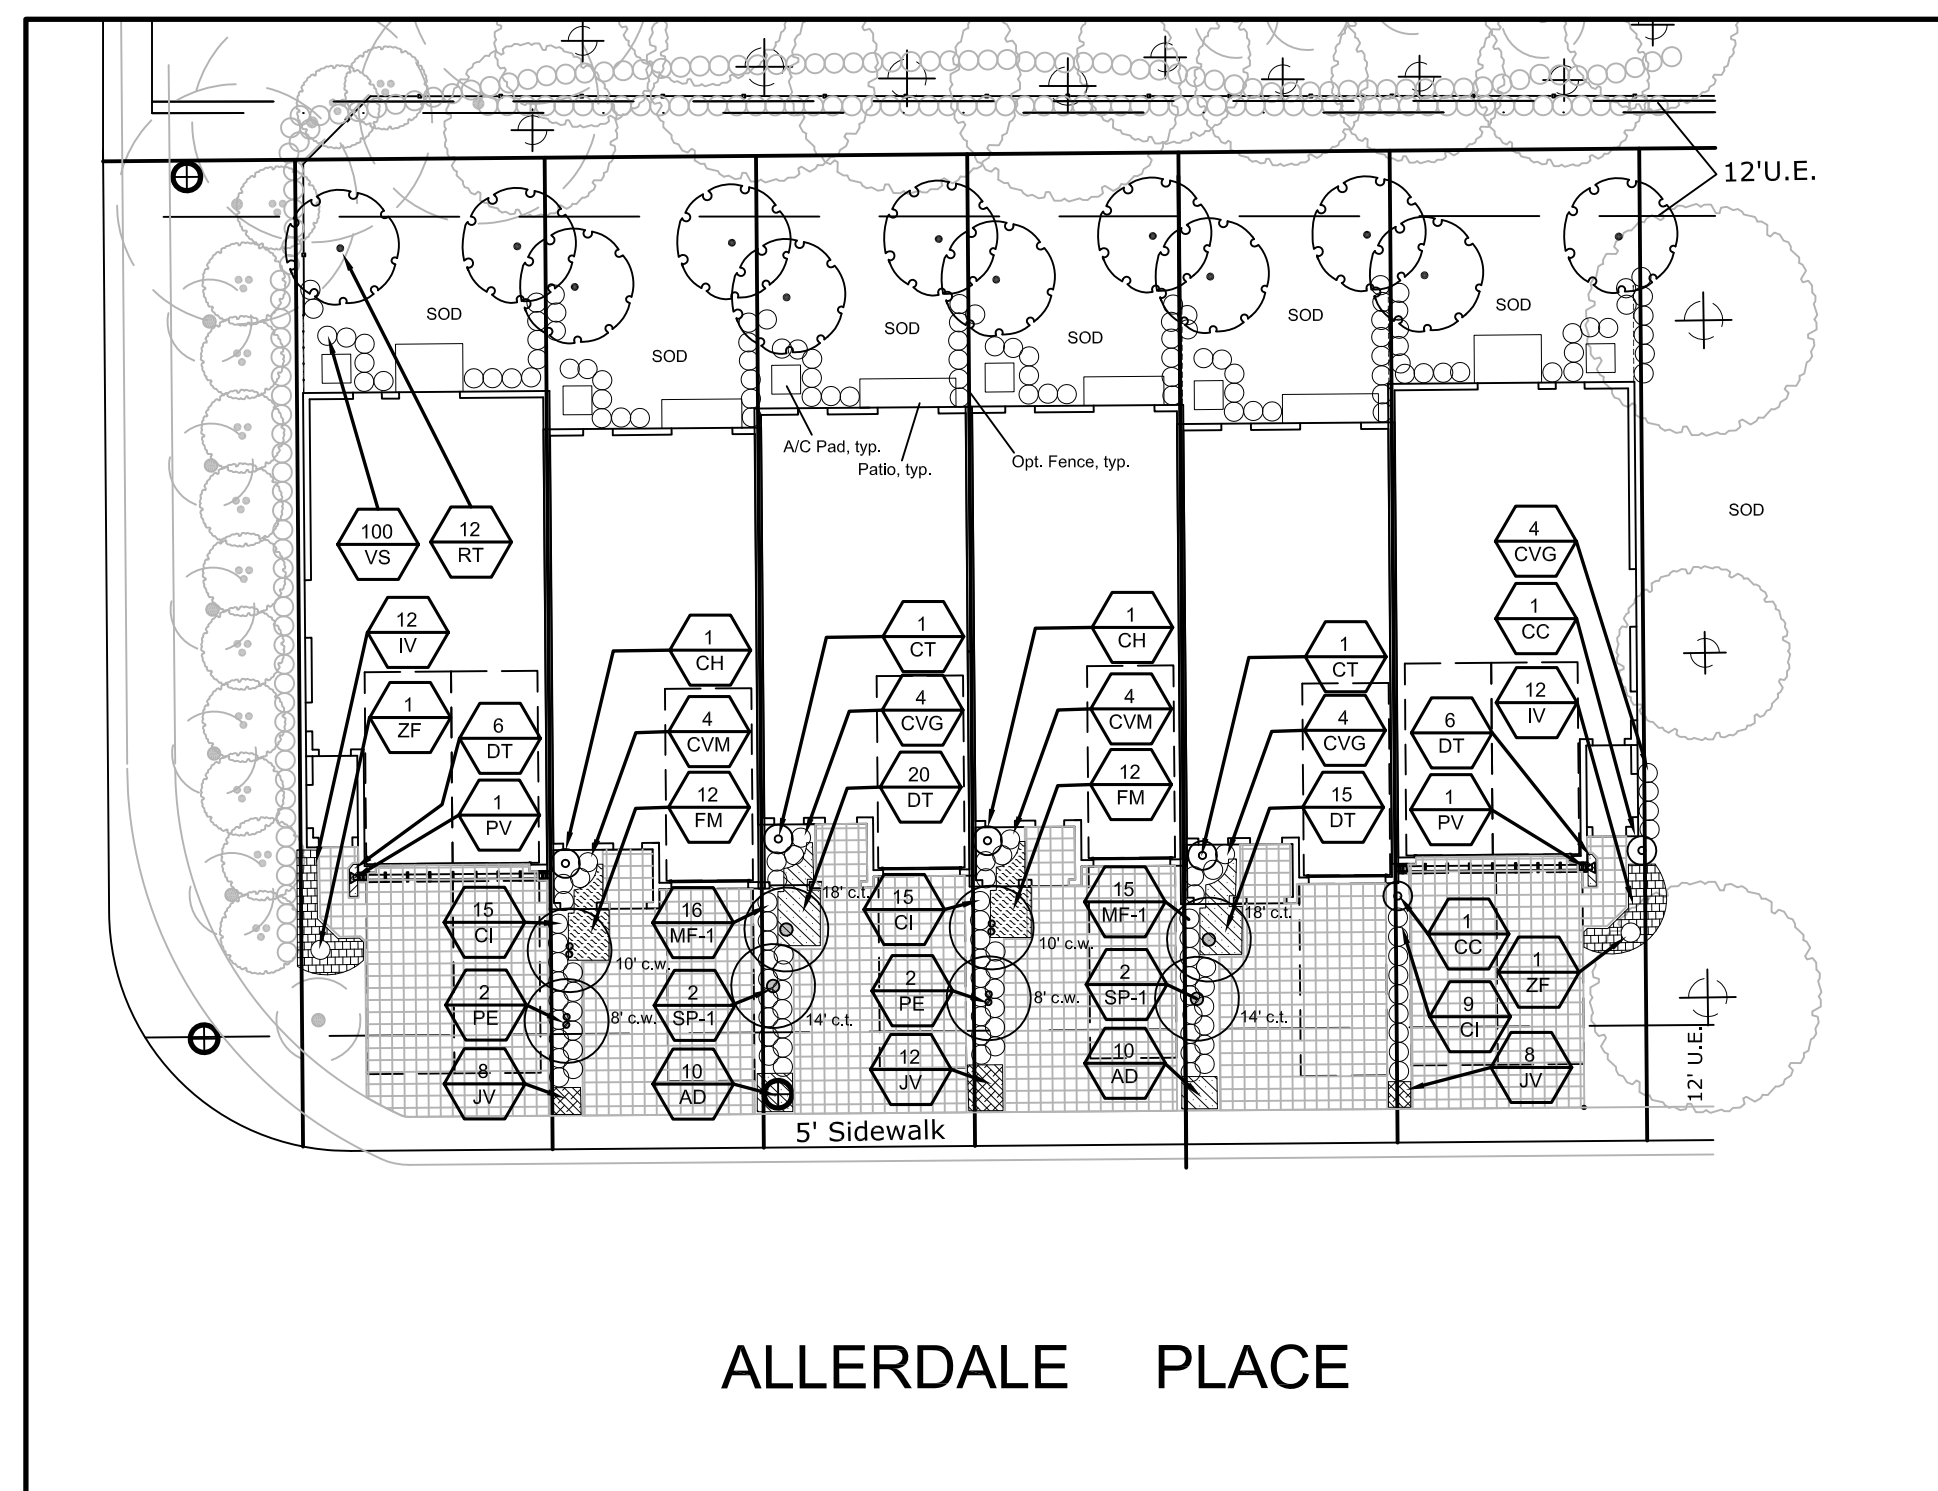 12'U.E.
SOD
SOD
SOD
SOD
SOD
SOD
A/C Pad, typ.
Patio, typ.
Opt. Fence, typ.
SOD
100
VS
12
RT
4
CVG
12
IV
1
CH
1
CT
1
CH
1
CT
1
CC
1
ZF
6
DT
4
CVM
4
CVG
4
CVM
4
CVG
6
DT
12
IV
1
PV
12
FM
20
DT
12
FM
15
DT
1
PV
18' c.t.
18' c.t.
15
CI
16
MF-1
15
CI
15
MF-1
1
CC
10' c.w.
10' c.w.
1
ZF
2
PE
2
SP-1
2
PE
2
SP-1
9
CI
8' c.w.
14' c.t.
8' c.w.
14' c.t.
8
JV
10
AD
12
JV
10
AD
8
JV
12' U.E.
5' Sidewalk
ALLERDALE PLACE